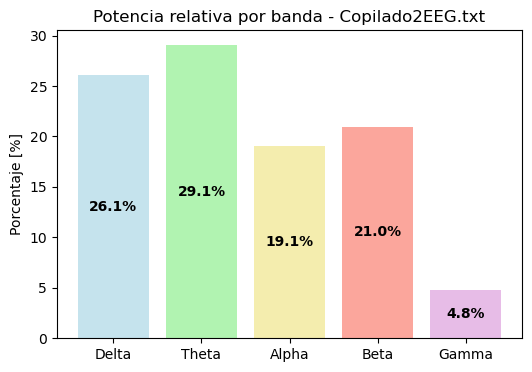 Potencia relativa por banda - Copilado2EEG.txt
Porcentaje [%]
30
25
20
15
10
5
0
26.1%
29.1%
19.1%
21.0%
4.8%
Delta
Theta
Alpha
Beta
Gamma